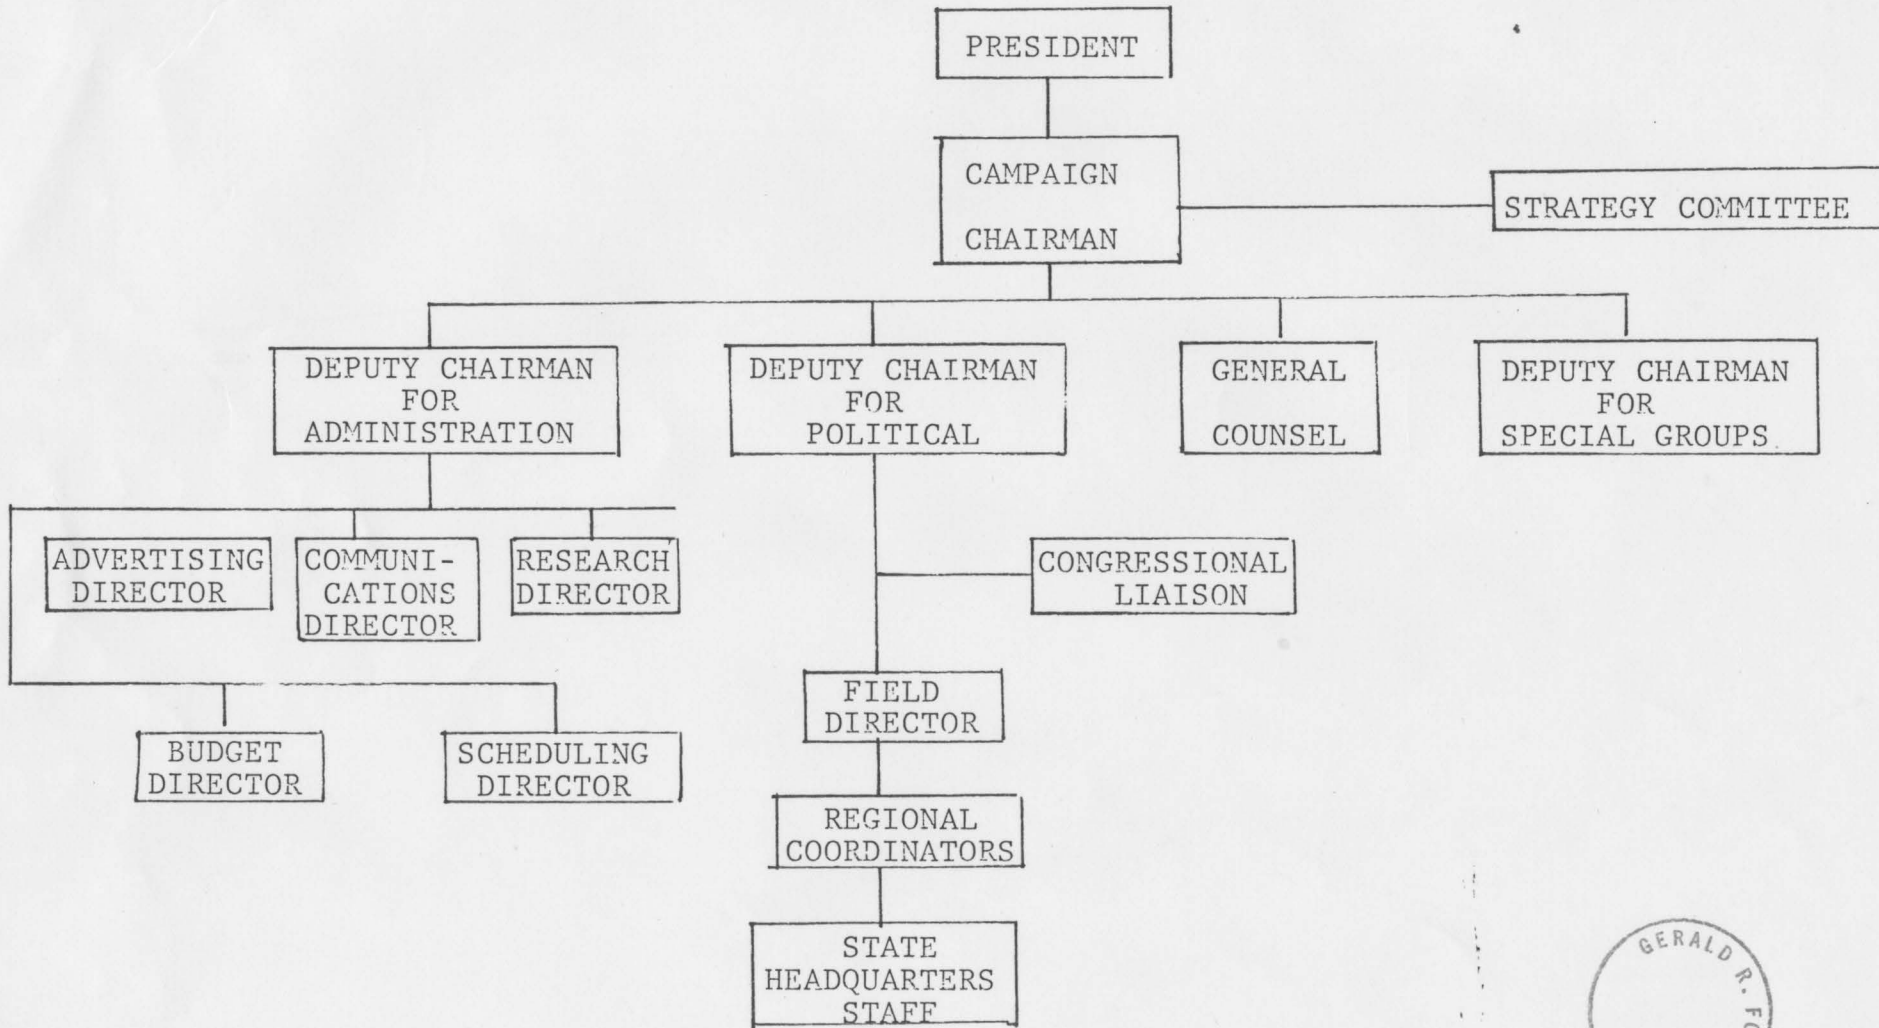 PRESIDENT
CAMPAIGN
CHAIRMAN
STRATEGY COMMITTEE
DEPUTY CHAIRMAN
FOR
ADMINISTRATION
DEPUTY CHAIRMAN
FOR
POLITICAL
GENERAL
COUNSEL
DEPUTY CHAIRMAN
FOR
SPECIAL GROUPS
ADVERTISING
DIRECTOR
COMMUNI-
CATIONS
DIRECTOR
RESEARCH
DIRECTOR
CONGRESSIONAL
LIAISON
FIELD
DIRECTOR
BUDGET
DIRECTOR
SCHEDULING
DIRECTOR
REGIONAL
COORDINATORS
STATE
HEADQUARTERS
STAFF
GERALD R.